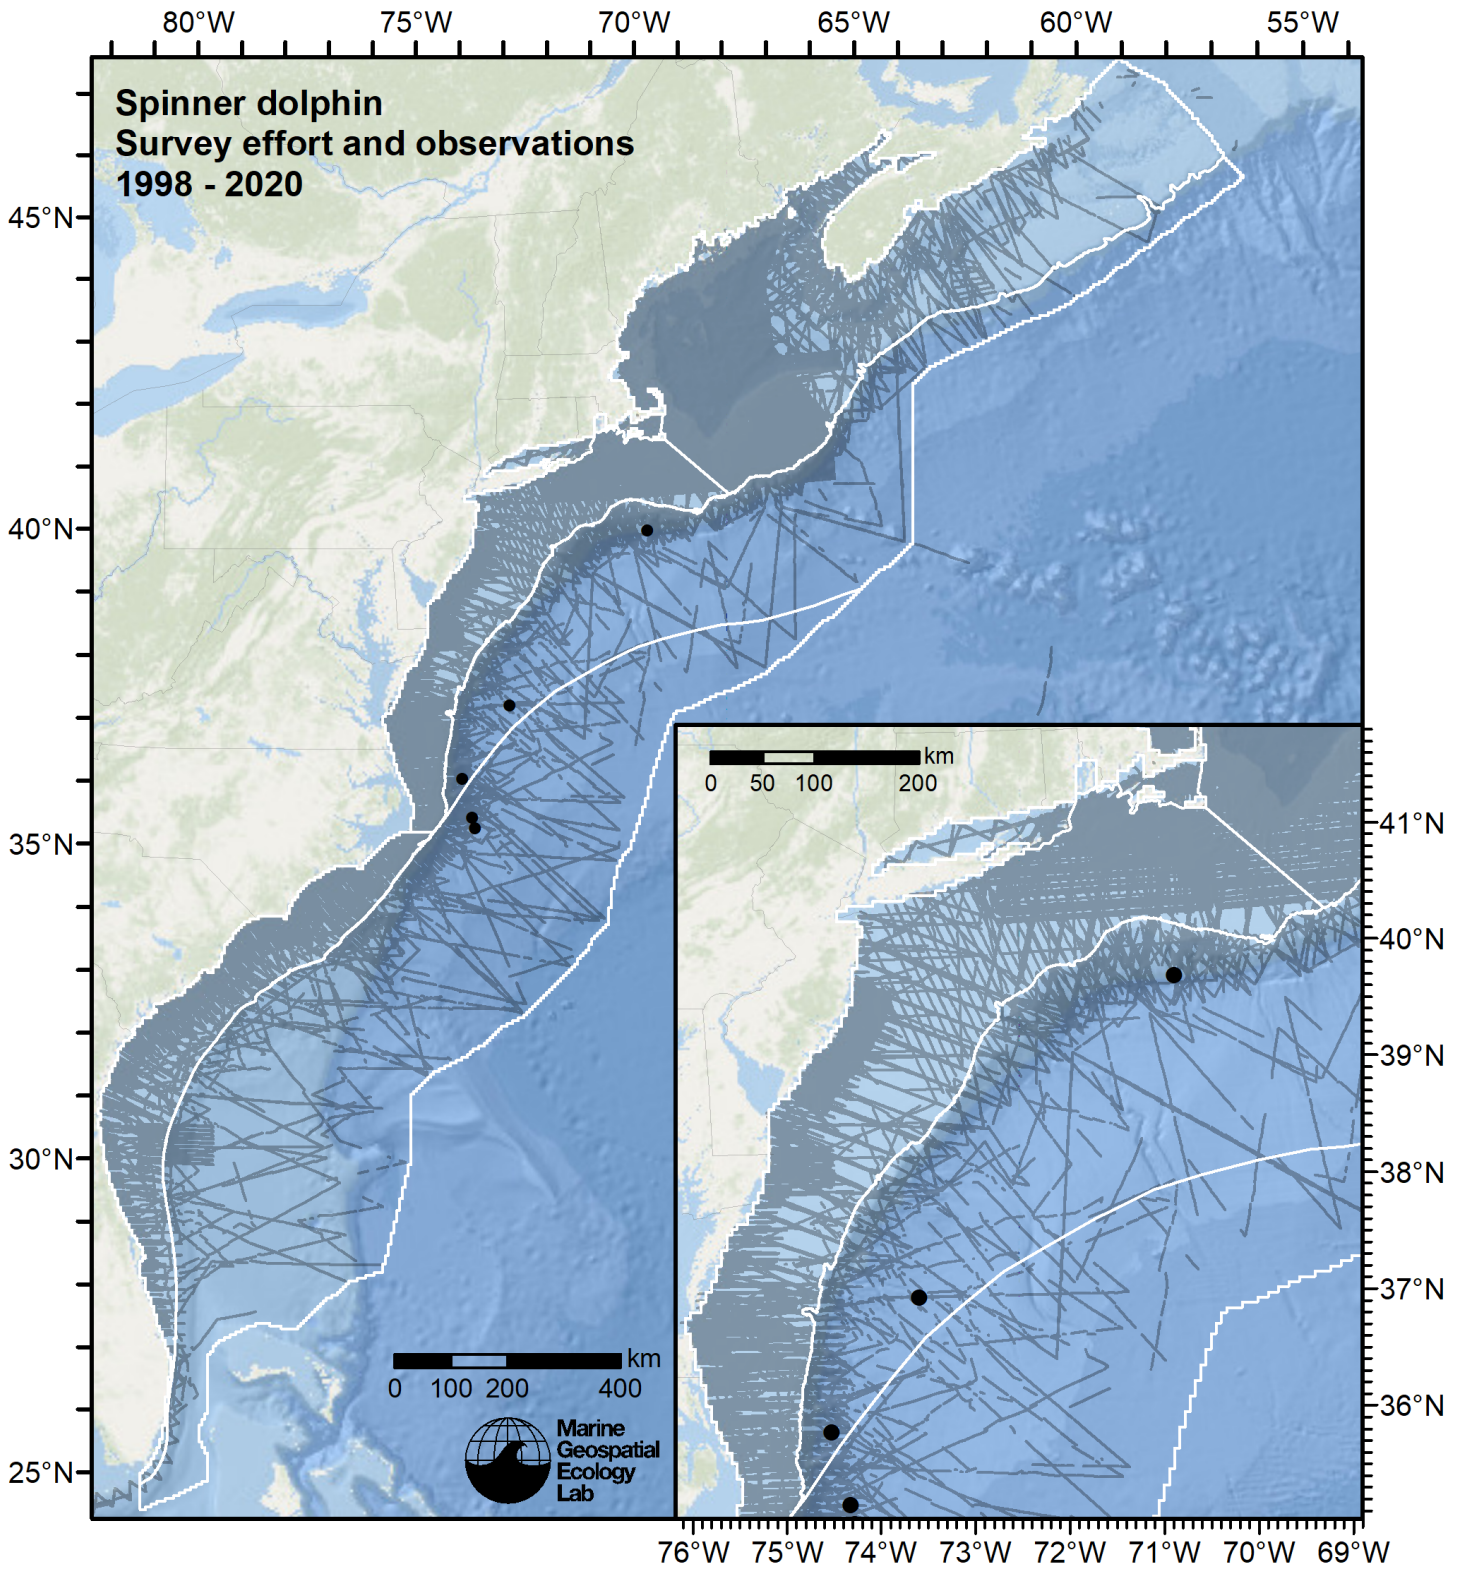 80°W 75°W 70°W 65°W 60°W 55°W
Spinner dolphin
Survey effort and observations
1998 - 2020
45°N
40°N
35°N
30°N
25°N
km
0 50 100 200
41°N
40°N
39°N
38°N
37°N
36°N
km
0 100 200 400
Marine
Geospatial
Ecology
Lab
76°W 75°W 74°W 73°W 72°W 71°W 70°W 69°W